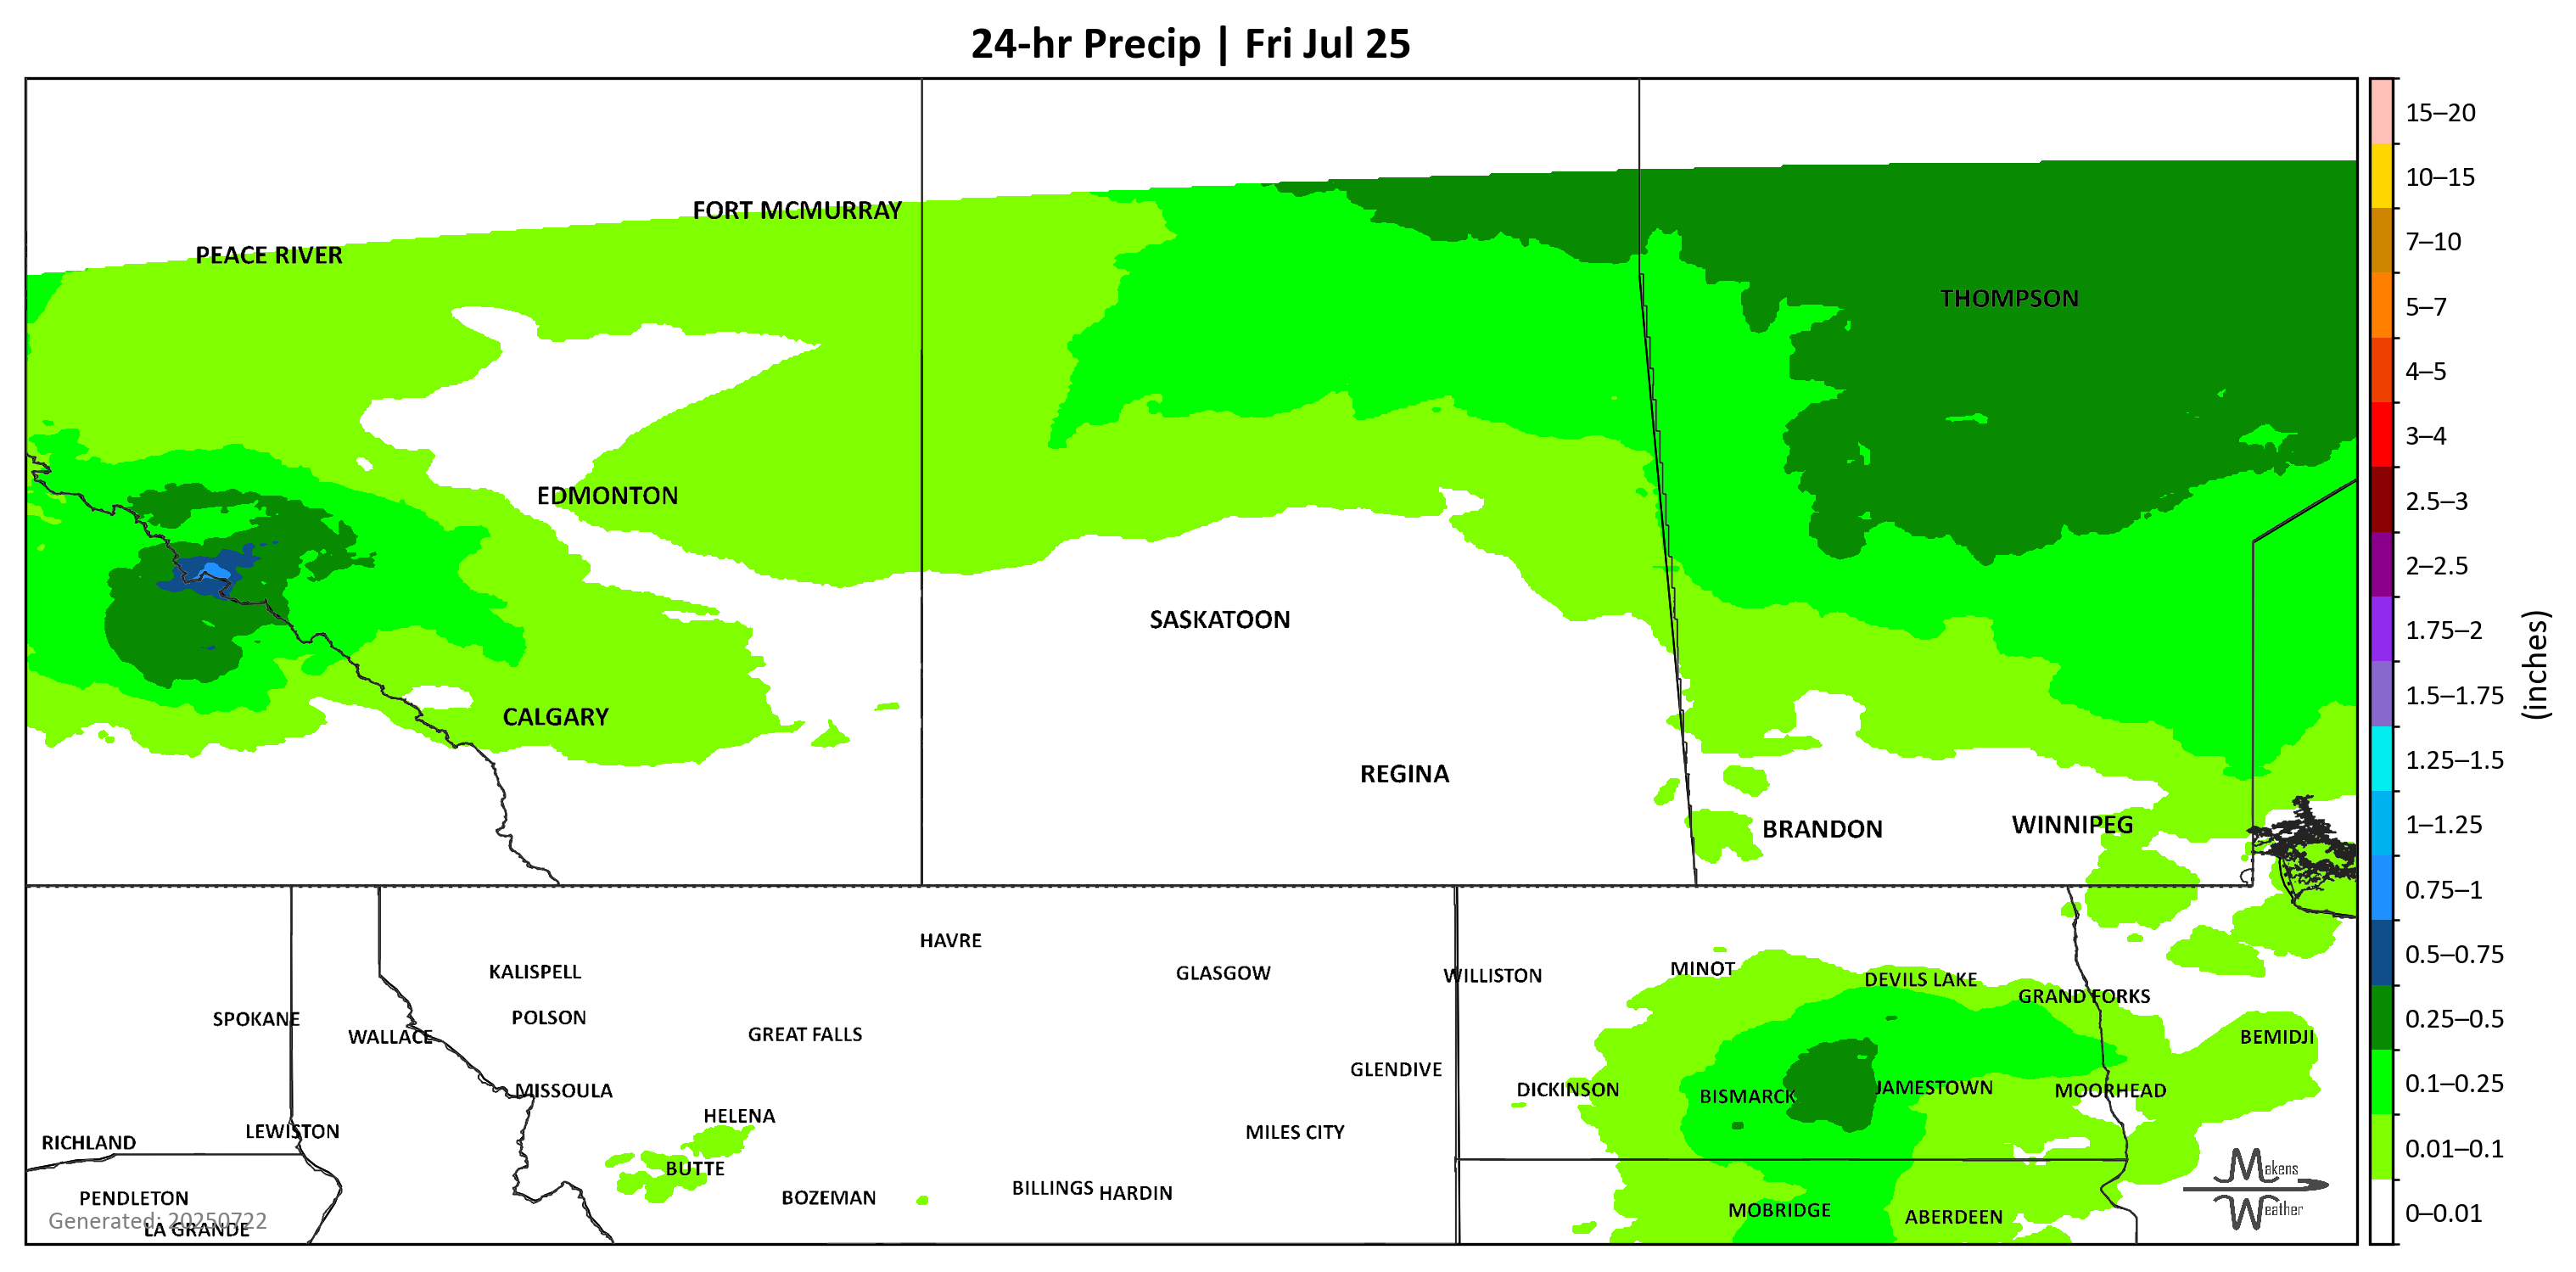 24-hr Precip | Fri Jul 25
FORT MCMURRAY
PEACE RIVER
THOMPSON
EDMONTON
SASKATOON
CALGARY
REGINA
BRANDON
WINNIPEG
HAVRE
KALISPELL
GLASGOW
WILLISTON
MINOT
DEVILS LAKE
GRAND FORKS
SPOKANE
POLSON
WALLACE
GREAT FALLS
BEMIDJI
GLENDIVE
MISSOULA
DICKINSON
BISMARCK
JAMESTOWN
MOORHEAD
HELENA
RICHLAND
LEWISTON
MILES CITY
BUTTE
PENDLETON
BOZEMAN
BILLINGS
HARDIN
MOBRIDGE
ABERDEEN
Generated: 20250722
LA GRANDE
Makens
Weather
15–20
10–15
7–10
5–7
4–5
3–4
2.5–3
2–2.5
1.75–2
1.5–1.75
1.25–1.5
1–1.25
0.75–1
0.5–0.75
0.25–0.5
0.1–0.25
0.01–0.1
0–0.01
(inches)